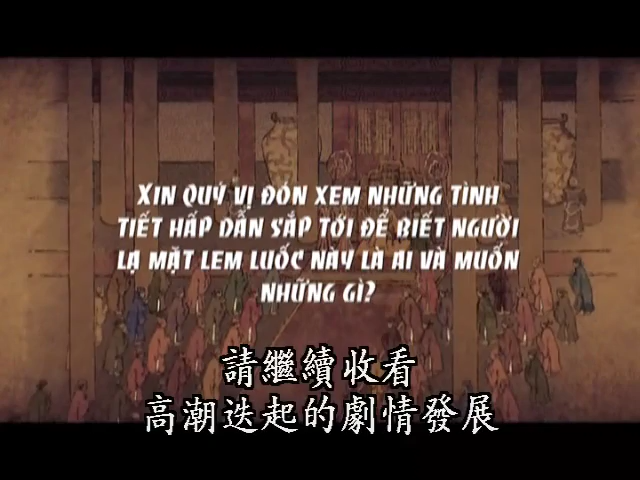 XIN QUÝ VỊ ĐÓN XEM NHỮNG TÌNH
TIẾT HẤP DẪN SẮP TỚI ĐỂ BIẾT NGƯỜI
LẠ MẶT LEM LUỐC NÀY LÀ AI VÀ MUỐN
NHỮNG GÌ?
請繼續收看
高潮迭起的劇情發展